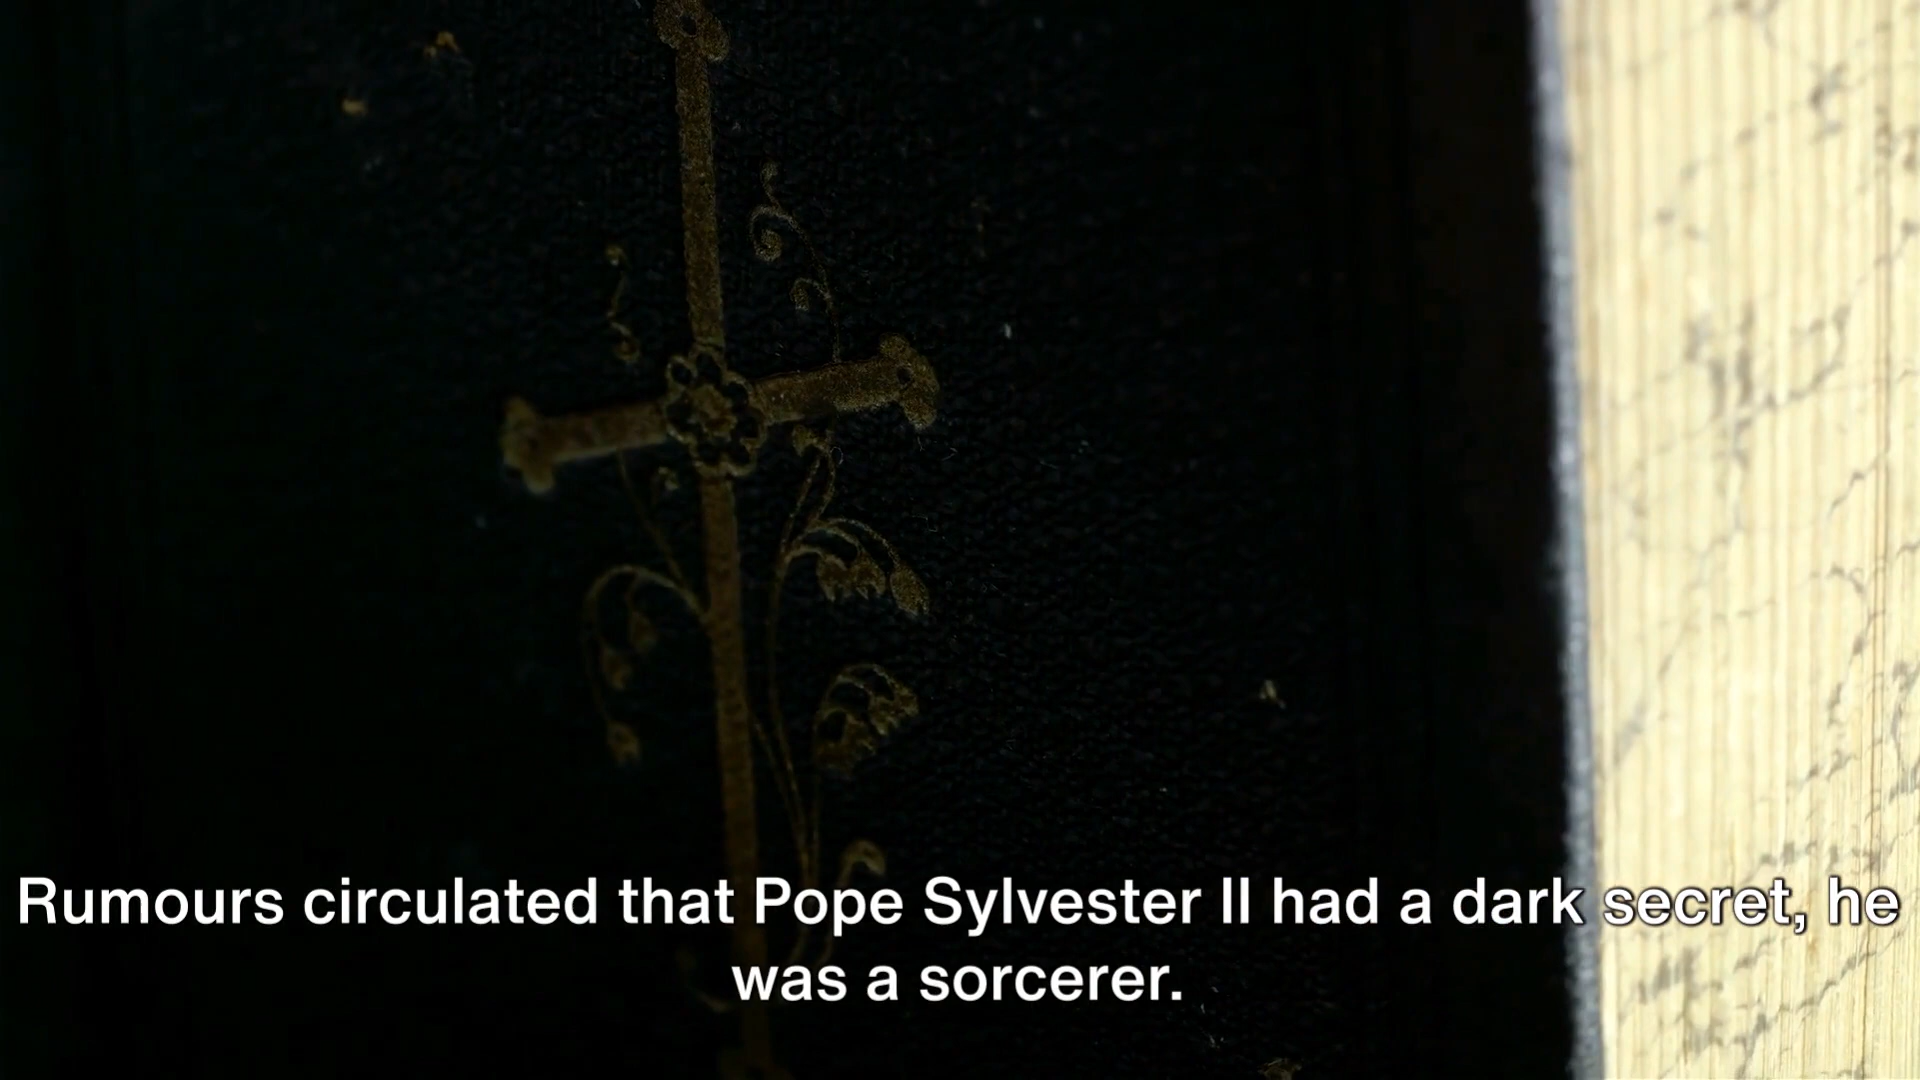 Rumours circulated that Pope Sylvester II had a dark secret, he
was a sorcerer.